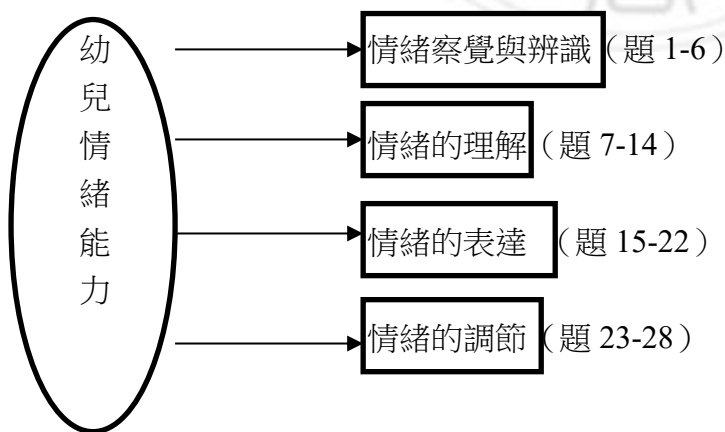 幼兒情緒能力
情緒察覺與辨識（題 1-6）
情緒的理解（題 7-14）
情緒的表達（題 15-22）
情緒的調節（題 23-28）